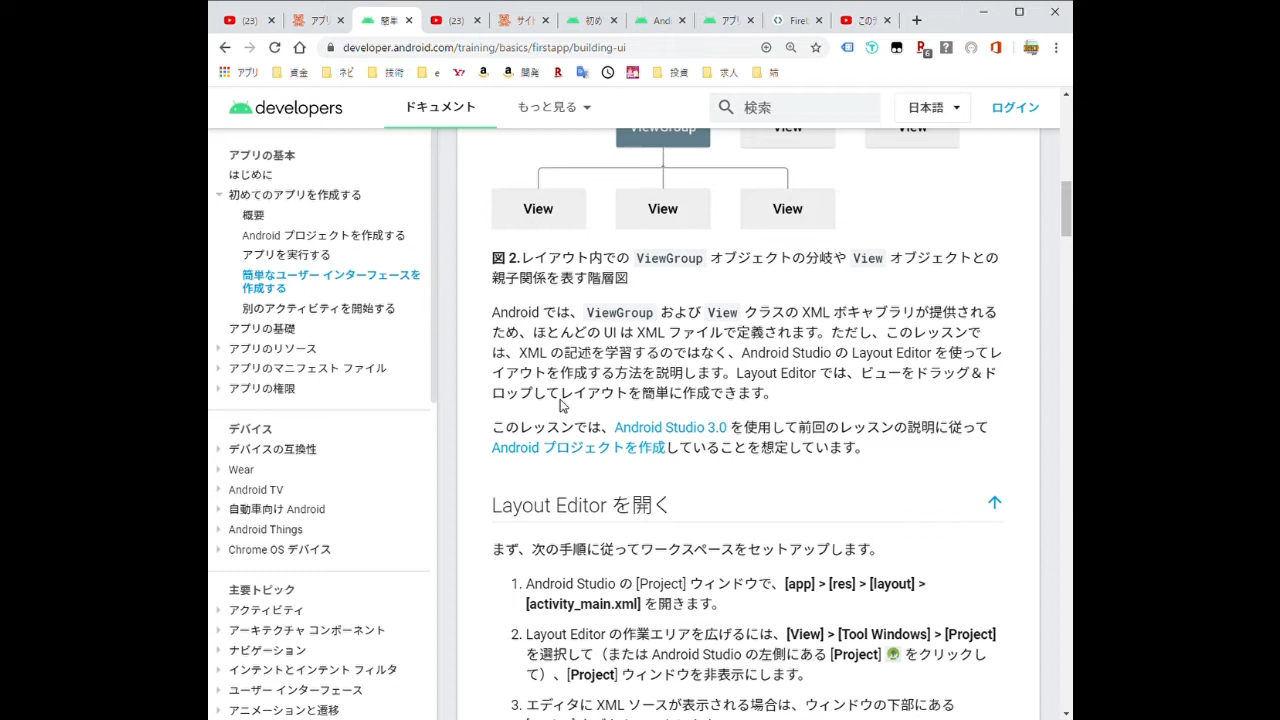 (23)
アプリ
簡単
(23)
サイト
初め
And
アプ
Fire
このテ
developer.android.com/training/basics/firstapp/building-ui
6
アプリ
資金
ネビ
技術
e
開発
投資
求人
姉
developers
ドキュメント
もっと見る
検索
日本語
ログイン
アプリの基本
はじめに
初めてのアプリを作成する
概要
Android プロジェクトを作成する
アプリを実行する
簡単なユーザー インターフェースを
作成する
別のアクティビティを開始する
アプリの基礎
アプリのリソース
アプリのマニフェスト ファイル
アプリの権限
デバイス
デバイスの互換性
Wear
Android TV
自動車向け Android
Android Things
Chrome OS デバイス
主要トピック
アクティビティ
アーキテクチャ コンポーネント
ナビゲーション
インテントとインテント フィルタ
ユーザー インターフェース
アニメーションと遷移
ViewGroup
View
View
View
View
View
図 2.レイアウト内での ViewGroup オブジェクトの分岐や View オブジェクトとの
親子関係を表す階層図
Android では、 ViewGroup および View クラスの XML ボキャブラリが提供される
ため、ほとんどの UI は XML ファイルで定義されます。ただし、このレッスンで
は、XML の記述を学習するのではなく、Android Studio の Layout Editor を使ってレ
イアウトを作成する方法を説明します。Layout Editor では、ビューをドラッグ＆ド
ロップしてレイアウトを簡単に作成できます。
このレッスンでは、Android Studio 3.0 を使用して前回のレッスンの説明に従って
Android プロジェクトを作成していることを想定しています。
Layout Editor を開く
まず、次の手順に従ってワークスペースをセットアップします。
1. Android Studio の [Project] ウィンドウで、[app] > [res] > [layout] >
[activity_main.xml] を開きます。
2. Layout Editor の作業エリアを広げるには、[View] > [Tool Windows] > [Project]
を選択して（または Android Studio の左側にある [Project] をクリックし
て）、[Project] ウィンドウを非表示にします。
3. エディタに XML ソースが表示される場合は、ウィンドウの下部にある